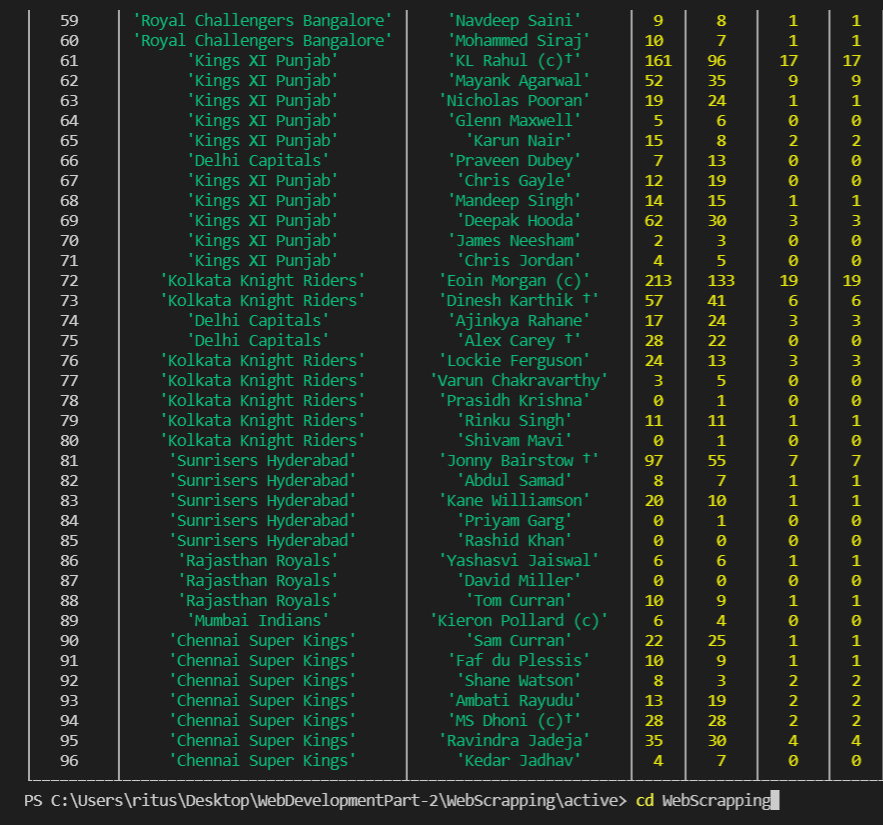 59 'Royal Challengers Bangalore' 'Navdeep Saini' 9 8 1 1
60 'Royal Challengers Bangalore' 'Mohammed Siraj' 10 7 1 1
61 'Kings XI Punjab' 'KL Rahul (c)†' 161 96 17 17
62 'Kings XI Punjab' 'Mayank Agarwal' 52 35 9 9
63 'Kings XI Punjab' 'Nicholas Pooran' 19 24 1 1
64 'Kings XI Punjab' 'Glenn Maxwell' 5 6 0 0
65 'Kings XI Punjab' 'Karun Nair' 15 8 2 2
66 'Delhi Capitals' 'Praveen Dubey' 7 13 0 0
67 'Kings XI Punjab' 'Chris Gayle' 12 19 0 0
68 'Kings XI Punjab' 'Mandeep Singh' 14 15 1 1
69 'Kings XI Punjab' 'Deepak Hooda' 62 30 3 3
70 'Kings XI Punjab' 'James Neesham' 2 3 0 0
71 'Kings XI Punjab' 'Chris Jordan' 4 5 0 0
72 'Kolkata Knight Riders' 'Eoin Morgan (c)' 213 133 19 19
73 'Kolkata Knight Riders' 'Dinesh Karthik †' 57 41 6 6
74 'Delhi Capitals' 'Ajinkya Rahane' 17 24 3 3
75 'Delhi Capitals' 'Alex Carey †' 28 22 0 0
76 'Kolkata Knight Riders' 'Lockie Ferguson' 24 13 3 3
77 'Kolkata Knight Riders' 'Varun Chakravarthy' 3 5 0 0
78 'Kolkata Knight Riders' 'Prasidh Krishna' 0 1 0 0
79 'Kolkata Knight Riders' 'Rinku Singh' 11 11 1 1
80 'Kolkata Knight Riders' 'Shivam Mavi' 0 1 0 0
81 'Sunrisers Hyderabad' 'Jonny Bairstow †' 97 55 7 7
82 'Sunrisers Hyderabad' 'Abdul Samad' 8 7 1 1
83 'Sunrisers Hyderabad' 'Kane Williamson' 20 10 1 1
84 'Sunrisers Hyderabad' 'Priyam Garg' 0 1 0 0
85 'Sunrisers Hyderabad' 'Rashid Khan' 0 0 0 0
86 'Rajasthan Royals' 'Yashasvi Jaiswal' 6 6 1 1
87 'Rajasthan Royals' 'David Miller' 0 0 0 0
88 'Rajasthan Royals' 'Tom Curran' 10 9 1 1
89 'Mumbai Indians' 'Kieron Pollard (c)' 6 4 0 0
90 'Chennai Super Kings' 'Sam Curran' 22 25 1 1
91 'Chennai Super Kings' 'Faf du Plessis' 10 9 1 1
92 'Chennai Super Kings' 'Shane Watson' 8 3 2 2
93 'Chennai Super Kings' 'Ambati Rayudu' 13 19 2 2
94 'Chennai Super Kings' 'MS Dhoni (c)†' 28 28 2 2
95 'Chennai Super Kings' 'Ravindra Jadeja' 35 30 4 4
96 'Chennai Super Kings' 'Kedar Jadhav' 4 7 0 0
PS C:\Users\ritus\Desktop\WebDevelopmentPart-2\WebScrapping\active> cd WebScrapping